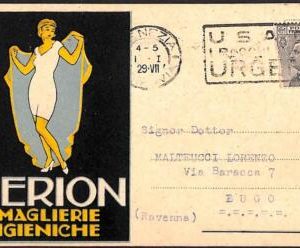 ERION
MAGLIERIE
IGIENICHE
4-5
29·VII
USA
URGE
Signor Dottor
MALTEUCCI LORENZO
Via Baracca 7
LUGO
=.=.=.=.=
(Ravenna)